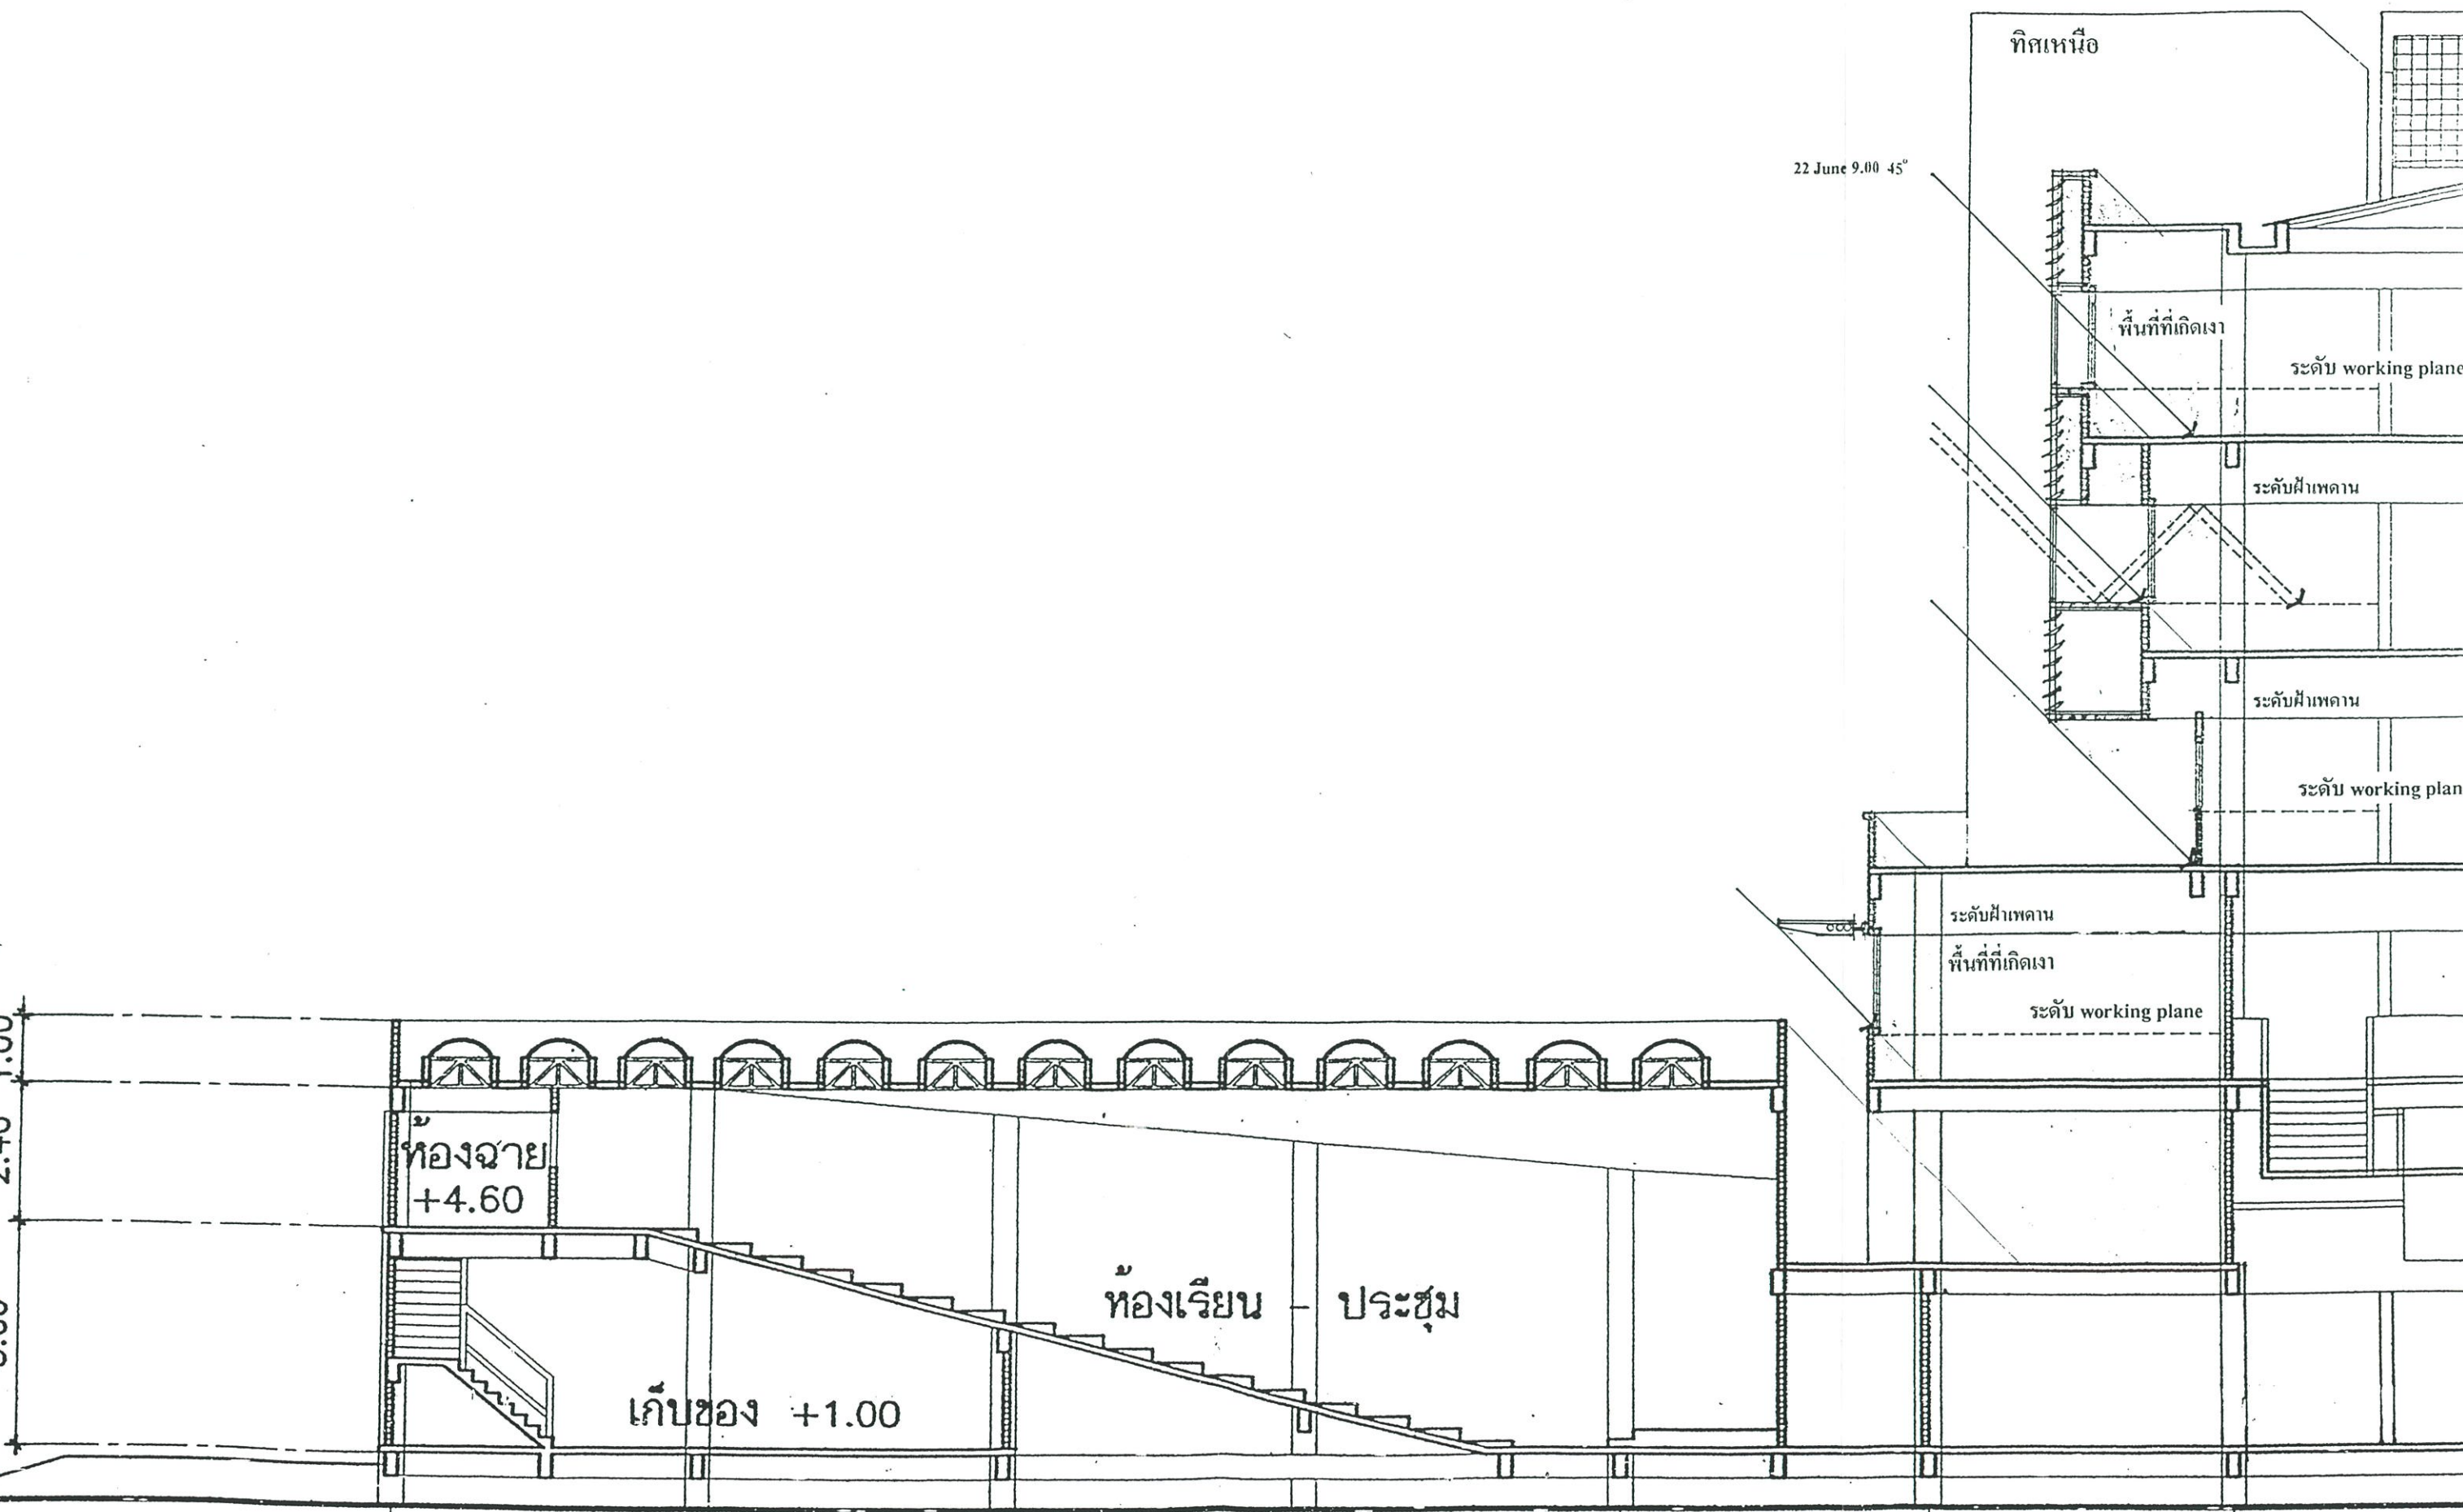 ทิศเหนือ
22 June 9.00 45°
พื้นที่ที่เกิดเงา
ระดับ working plane
ระดับฝ้าเพดาน
ระดับฝ้าเพดาน
ระดับ working plan
ระดับฝ้าเพดาน
พื้นที่ที่เกิดเงา
ระดับ working plane
1.00
2.40
ห้องฉาย
+4.60
ห้องเรียน - ประชุม
เก็บของ +1.00